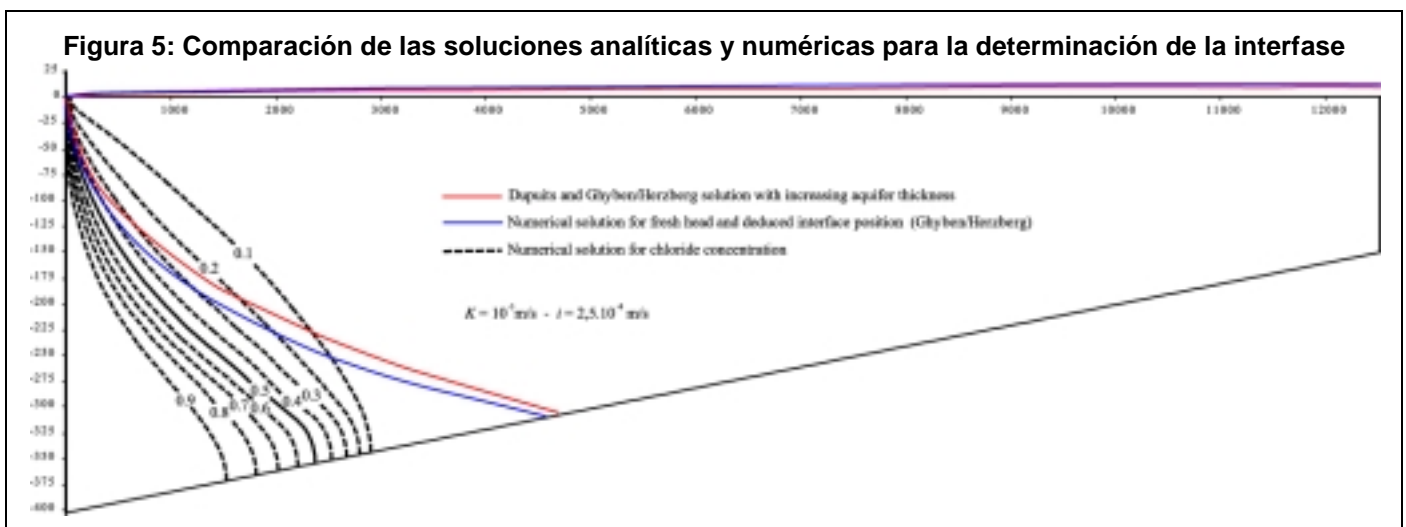 Figura 5: Comparación de las soluciones analíticas y numéricas para la determinación de la interfase
25
0
1000 2000 3000 4000 5000 6000 7000 8000 9000 10000 11000 12000
-25
-50
-75
-100
Dupuits and Ghyben/Herzberg solution with increasing aquifer thickness
-125
Numerical solution for fresh head and deduced interface position (Ghyben/Herzberg)
-150
0.1
Numerical solution for chloride concentration
0.2
-175
-200
K = 10 m/s - i = 2,5.10 m/s
-225
-250
-275
0.9 0.8 0.7 0.6 0.5 0.4 0.3
-300
-325
-350
-375
-400